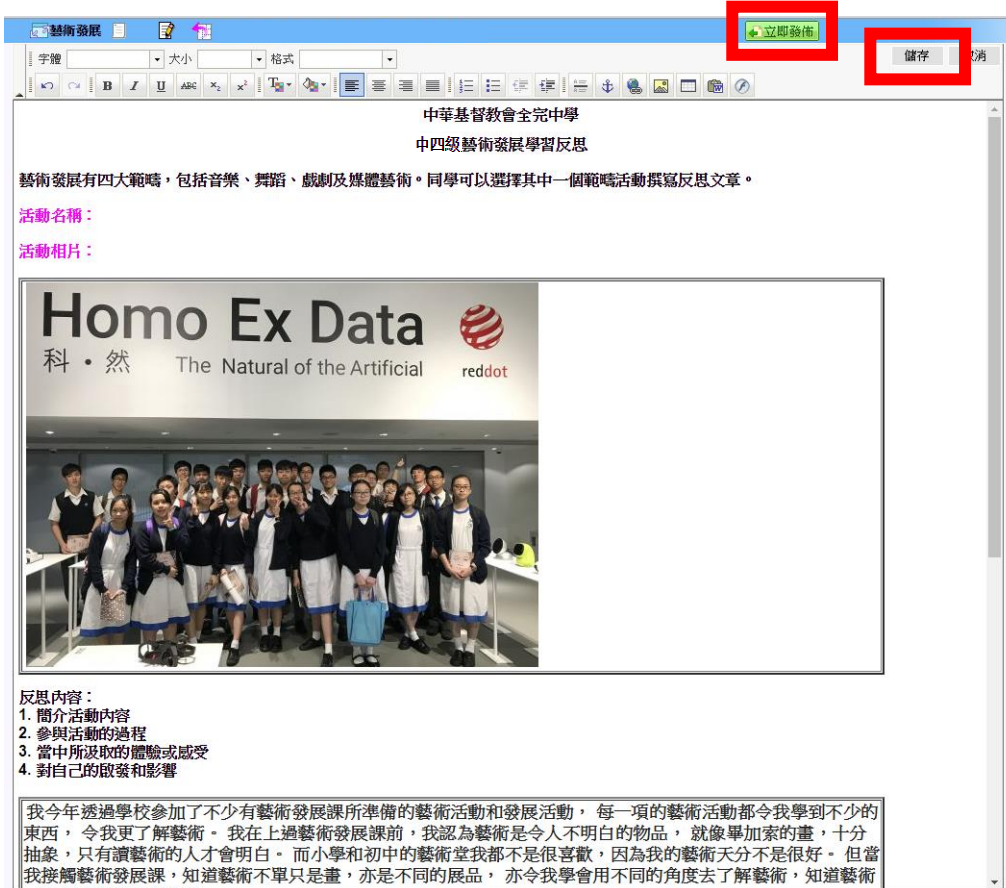 藝術發展
立即發佈
字體 大小 格式
儲存
消
B I U ABC x₂ x²
中華基督教會全完中學
中四級藝術發展學習反思
藝術發展有四大範疇，包括音樂、舞蹈、戲劇及媒體藝術。同學可以選擇其中一個範疇活動撰寫反思文章。
活動名稱：
活動相片：
Homo Ex Data
科・然 The Natural of the Artificial
reddot
反思內容：
1. 簡介活動內容
2. 參與活動的過程
3. 當中所汲取的體驗或感受
4. 對自己的啟發和影響
我今年透過學校參加了不少有藝術發展課所準備的藝術活動和發展活動， 每一項的藝術活動都令我學到不少的
東西， 令我更了解藝術。 我在上過藝術發展課前，我認為藝術是令人不明白的物品， 就像畢加索的畫，十分
抽象，只有讀藝術的人才會明白。 而小學和初中的藝術堂我都不是很喜歡，因為我的藝術天分不是很好。 但當
我接觸藝術發展課，知道藝術不單只是畫，亦是不同的展品， 亦令我學會用不同的角度去了解藝術，知道藝術